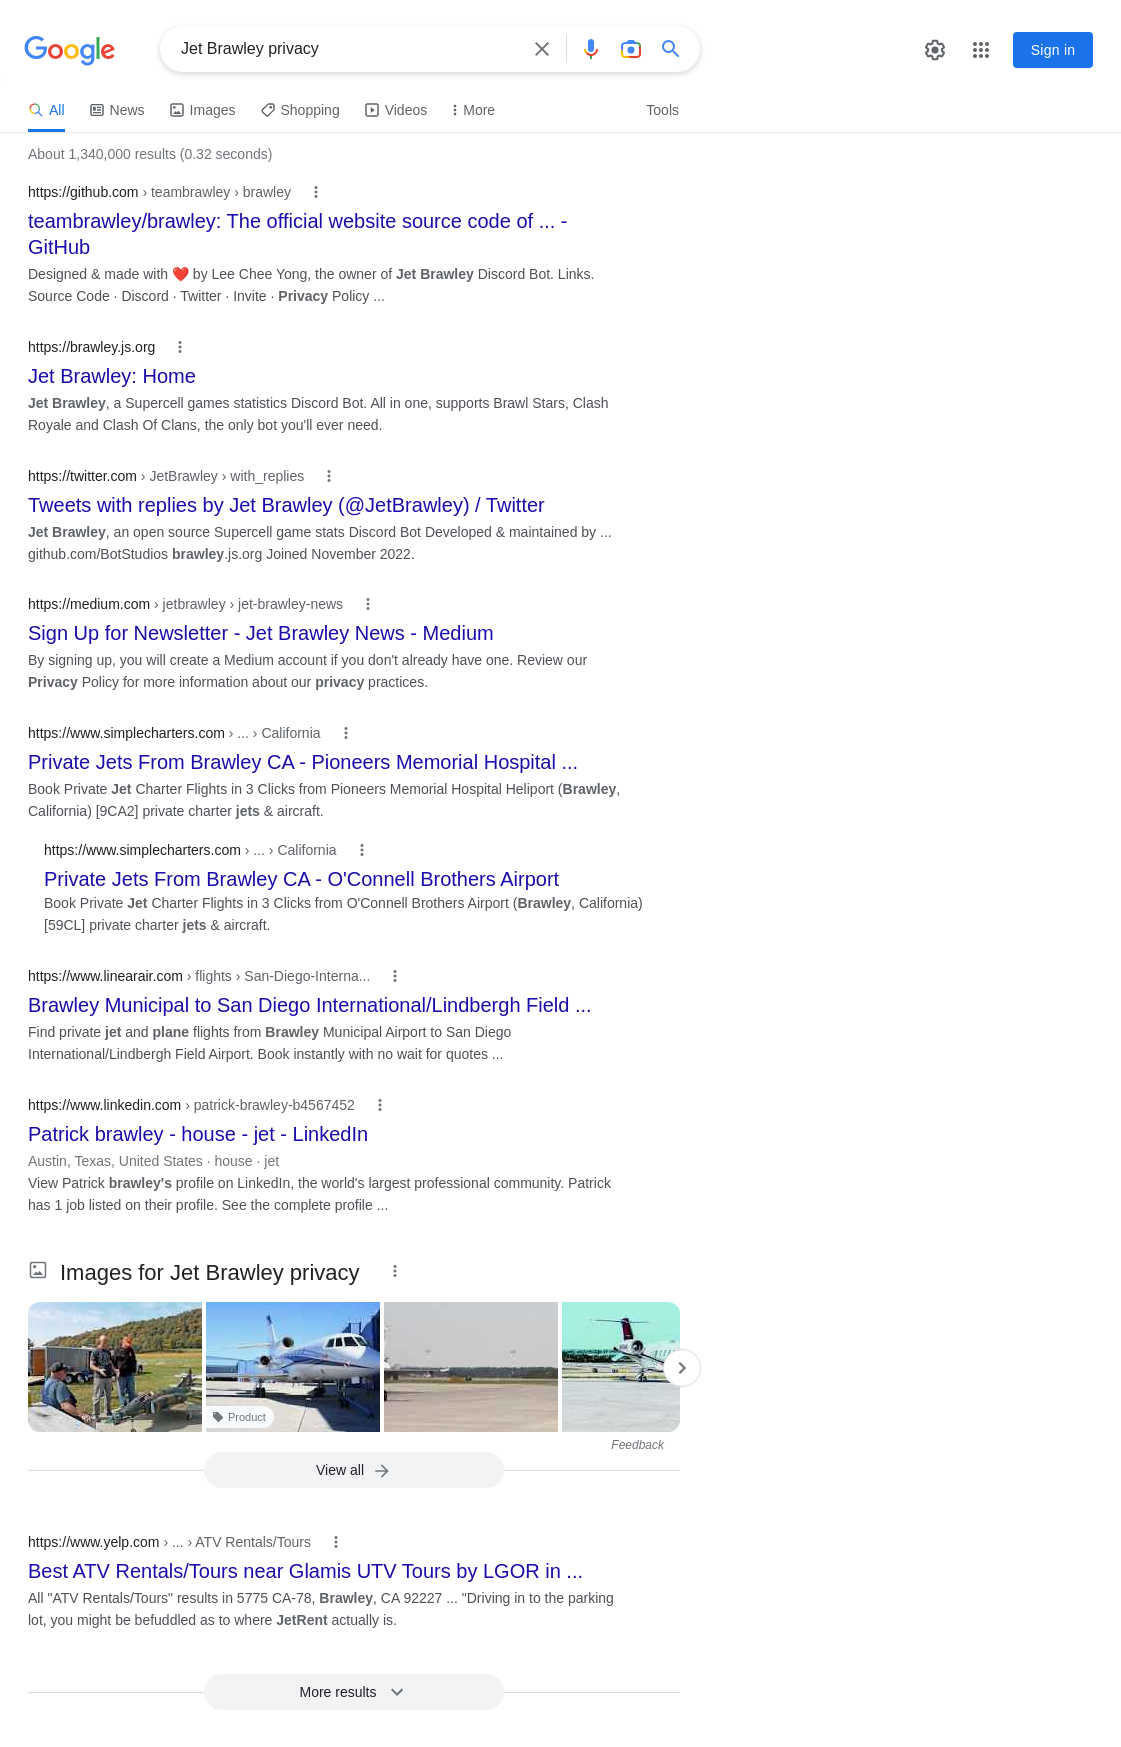 Google
Jet Brawley privacy
Sign in
All
News
Images
Shopping
Videos
More
Tools
About 1,340,000 results (0.32 seconds)
https://github.com › teambrawley › brawley
teambrawley/brawley: The official website source code of ... -
GitHub
Designed & made with ❤️ by Lee Chee Yong, the owner of Jet Brawley Discord Bot. Links.
Source Code · Discord · Twitter · Invite · Privacy Policy ...
https://brawley.js.org
Jet Brawley: Home
Jet Brawley, a Supercell games statistics Discord Bot. All in one, supports Brawl Stars, Clash
Royale and Clash Of Clans, the only bot you'll ever need.
https://twitter.com › JetBrawley › with_replies
Tweets with replies by Jet Brawley (@JetBrawley) / Twitter
Jet Brawley, an open source Supercell game stats Discord Bot Developed & maintained by ...
github.com/BotStudios brawley.js.org Joined November 2022.
https://medium.com › jetbrawley › jet-brawley-news
Sign Up for Newsletter - Jet Brawley News - Medium
By signing up, you will create a Medium account if you don't already have one. Review our
Privacy Policy for more information about our privacy practices.
https://www.simplecharters.com › ... › California
Private Jets From Brawley CA - Pioneers Memorial Hospital ...
Book Private Jet Charter Flights in 3 Clicks from Pioneers Memorial Hospital Heliport (Brawley,
California) [9CA2] private charter jets & aircraft.
https://www.simplecharters.com › ... › California
Private Jets From Brawley CA - O'Connell Brothers Airport
Book Private Jet Charter Flights in 3 Clicks from O'Connell Brothers Airport (Brawley, California)
[59CL] private charter jets & aircraft.
https://www.linearair.com › flights › San-Diego-Interna...
Brawley Municipal to San Diego International/Lindbergh Field ...
Find private jet and plane flights from Brawley Municipal Airport to San Diego
International/Lindbergh Field Airport. Book instantly with no wait for quotes ...
https://www.linkedin.com › patrick-brawley-b4567452
Patrick brawley - house - jet - LinkedIn
Austin, Texas, United States · house · jet
View Patrick brawley's profile on LinkedIn, the world's largest professional community. Patrick
has 1 job listed on their profile. See the complete profile ...
Images for Jet Brawley privacy
Product
Feedback
View all
https://www.yelp.com › ... › ATV Rentals/Tours
Best ATV Rentals/Tours near Glamis UTV Tours by LGOR in ...
All "ATV Rentals/Tours" results in 5775 CA-78, Brawley, CA 92227 ... "Driving in to the parking
lot, you might be befuddled as to where JetRent actually is.
More results